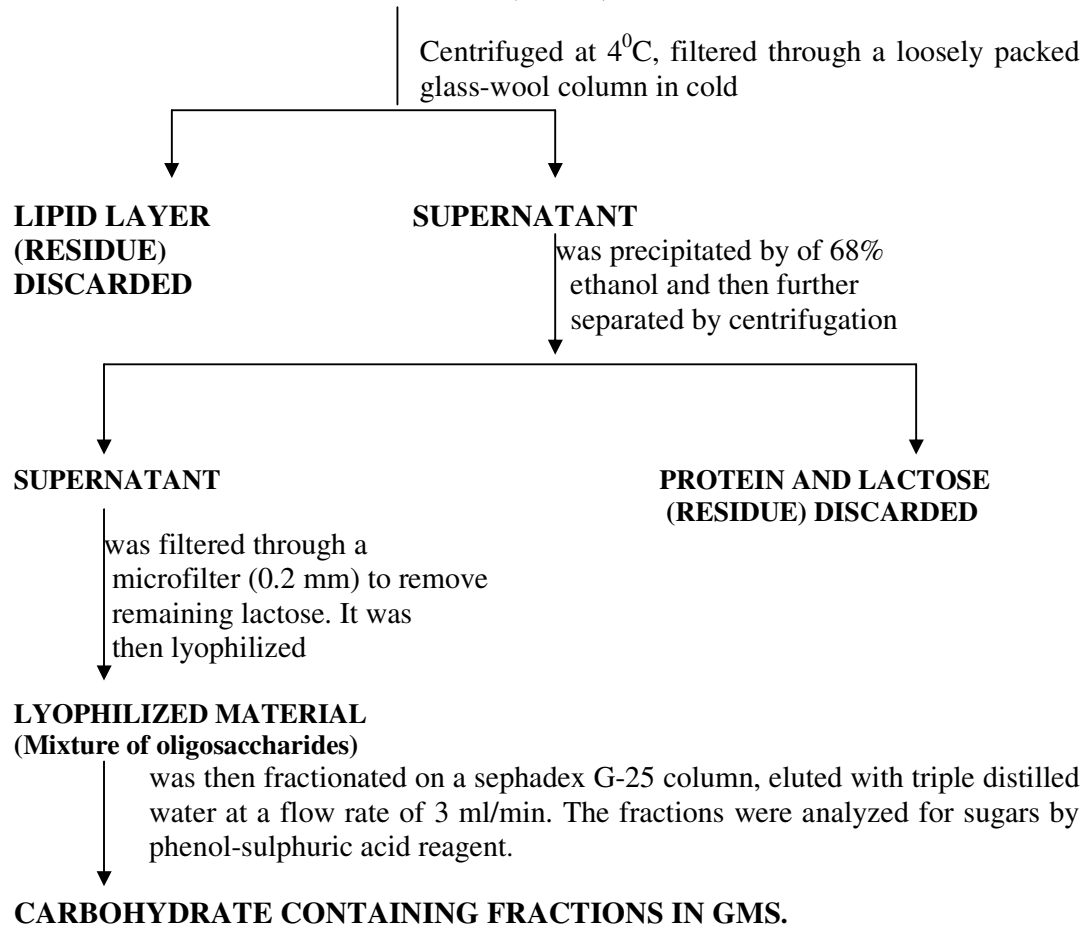 Centrifuged at 4⁰C, filtered through a loosely packed
glass-wool column in cold
LIPID LAYER
(RESIDUE)
DISCARDED
SUPERNATANT
was precipitated by of 68%
ethanol and then further
separated by centrifugation
SUPERNATANT
PROTEIN AND LACTOSE
(RESIDUE) DISCARDED
was filtered through a
microfilter (0.2 mm) to remove
remaining lactose. It was
then lyophilized
LYOPHILIZED MATERIAL
(Mixture of oligosaccharides)
was then fractionated on a sephadex G-25 column, eluted with triple distilled
water at a flow rate of 3 ml/min. The fractions were analyzed for sugars by
phenol-sulphuric acid reagent.
CARBOHYDRATE CONTAINING FRACTIONS IN GMS.